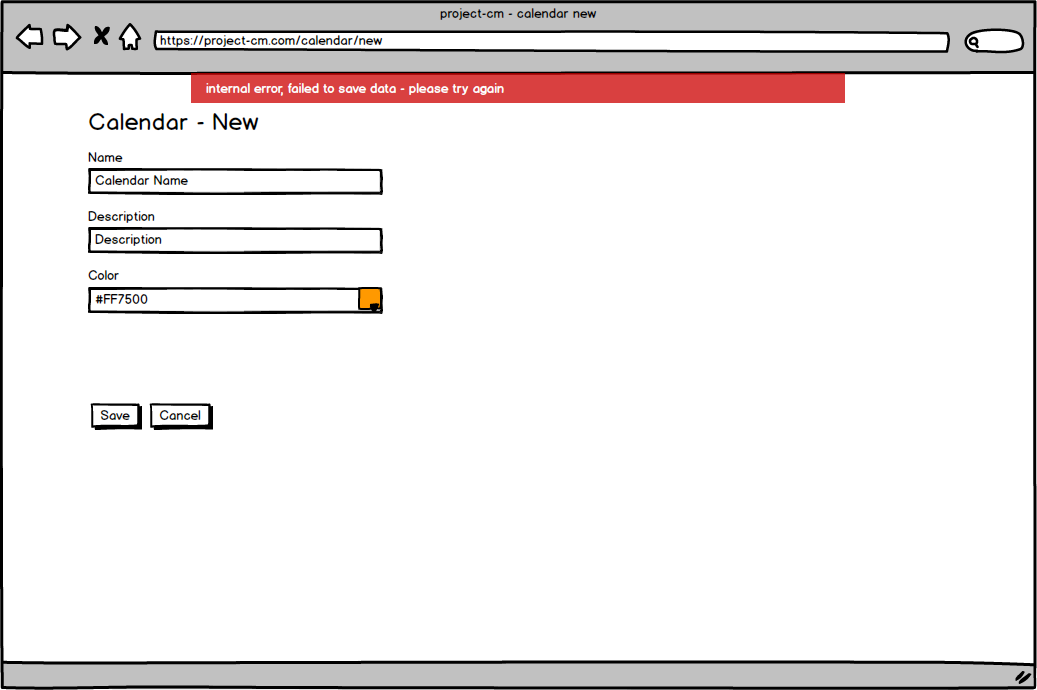 project-cm - calendar new
https://project-cm.com/calendar/new
internal error, failed to save data - please try again
Calendar - New
Name
Calendar Name
Description
Description
Color
#FF7500
Save Cancel